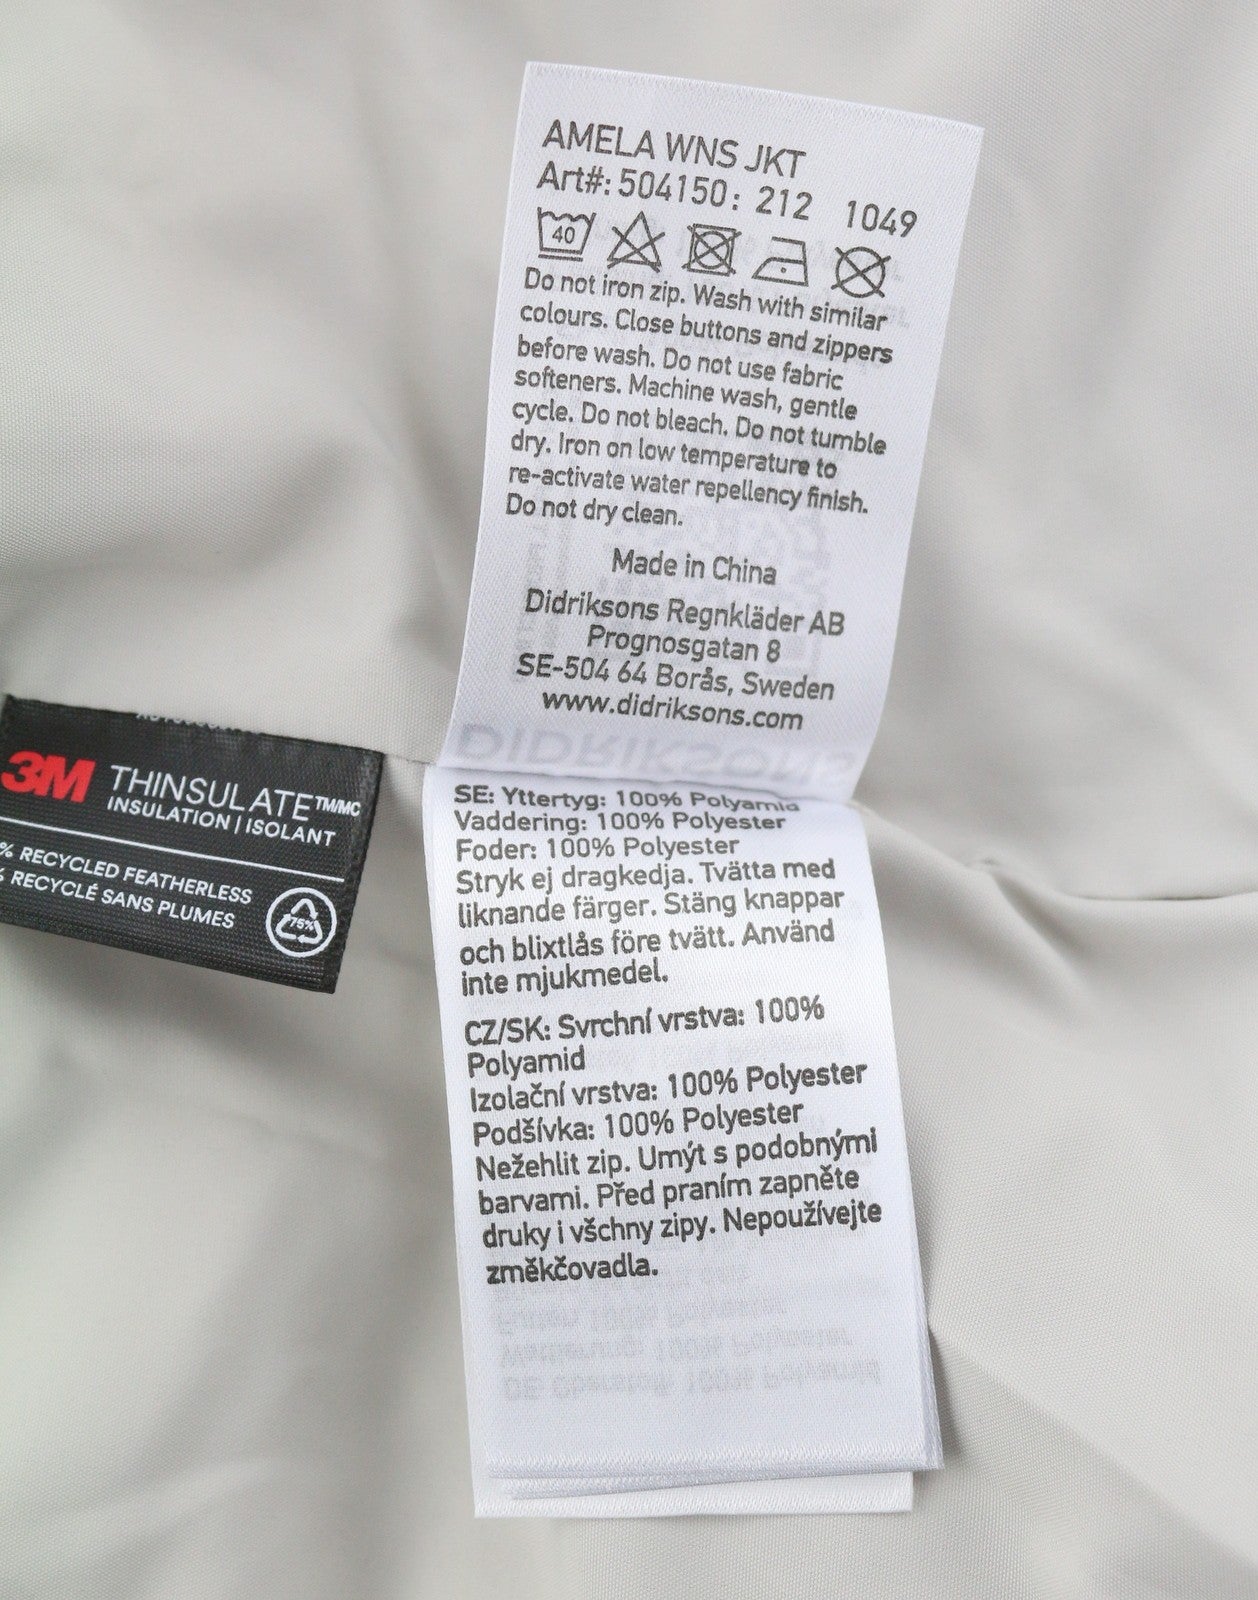 AMELA WNS JKT
Art#: 504150: 212 1049
40
Do not iron zip. Wash with similar
colours. Close buttons and zippers
before wash. Do not use fabric
softeners. Machine wash, gentle
cycle. Do not bleach. Do not tumble
dry. Iron on low temperature to
re-activate water repellency finish.
Do not dry clean.
Made in China
Didriksons Regnkläder AB
Prognosgatan 8
SE-504 64 Borås, Sweden
www.didriksons.com
3M THINSULATE™/MC
INSULATION | ISOLANT
% RECYCLED FEATHERLESS
% RECYCLÉ SANS PLUMES
75%
SE: Yttertyg: 100% Polyamid
Vaddering: 100% Polyester
Foder: 100% Polyester
Stryk ej dragkedja. Tvätta med
liknande färger. Stäng knappar
och blixtlås före tvätt. Använd
inte mjukmedel.
CZ/SK: Svrchní vrstva: 100%
Polyamid
Izolační vrstva: 100% Polyester
Podšívka: 100% Polyester
Nežehlit zip. Umýt s podobnými
barvami. Před praním zapněte
druky i všchny zipy. Nepoužívejte
změkčovadla.